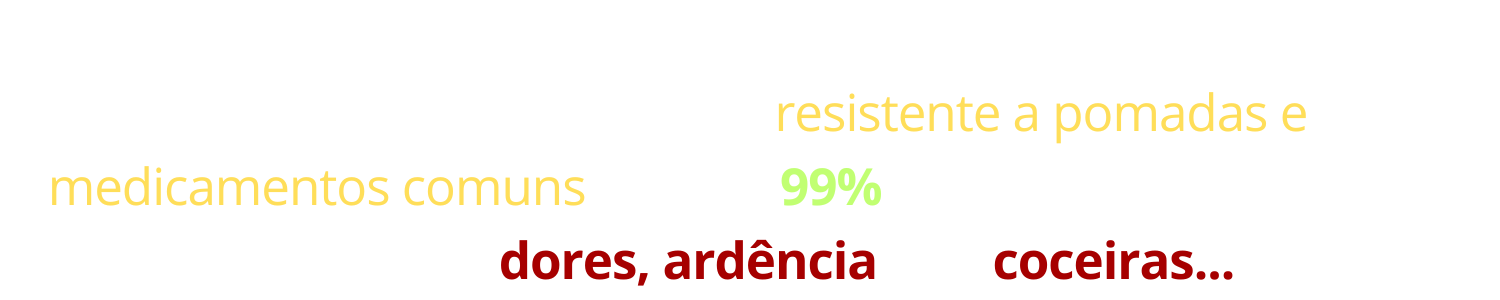 resistente a pomadas e
medicamentos comuns 99%
dores, ardência coceiras...